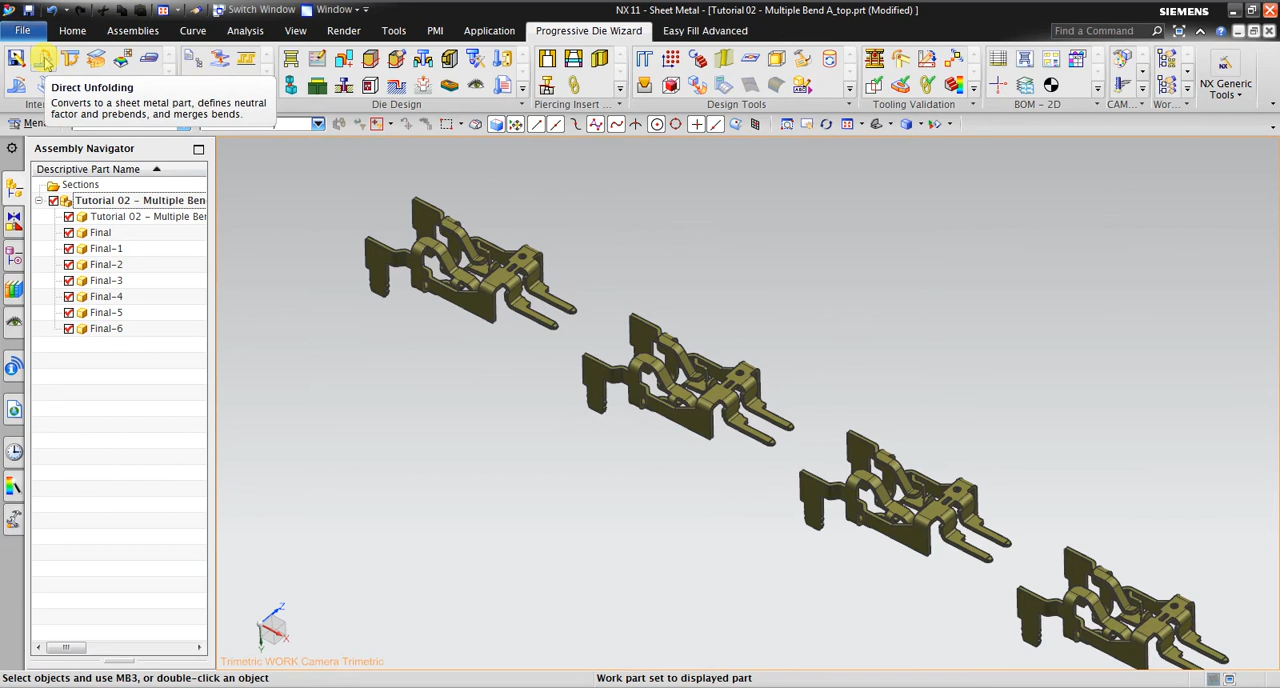 Switch Window
Window
NX 11 - Sheet Metal - [Tutorial 02 - Multiple Bend A_top.prt (Modified) ]
SIEMENS
File
Home
Assemblies
Curve
Analysis
View
Render
Tools
PMI
Application
Progressive Die Wizard
Easy Fill Advanced
Find a Command
Direct Unfolding
Converts to a sheet metal part, defines neutral
factor and prebends, and merges bends.
NX Generic
Tools
Inter
Die Design
Piercing Insert ...
Design Tools
Tooling Validation
BOM - 2D
CAM...
Wor...
Menu
Assembly Navigator
Descriptive Part Name
Sections
Tutorial 02 - Multiple Ben
Tutorial 02 - Multiple Ber
Final
Final-1
Final-2
Final-3
Final-4
Final-5
Final-6
Z
X
Y
Trimetric WORK Camera Trimetric
Select objects and use MB3, or double-click an object
Work part set to displayed part